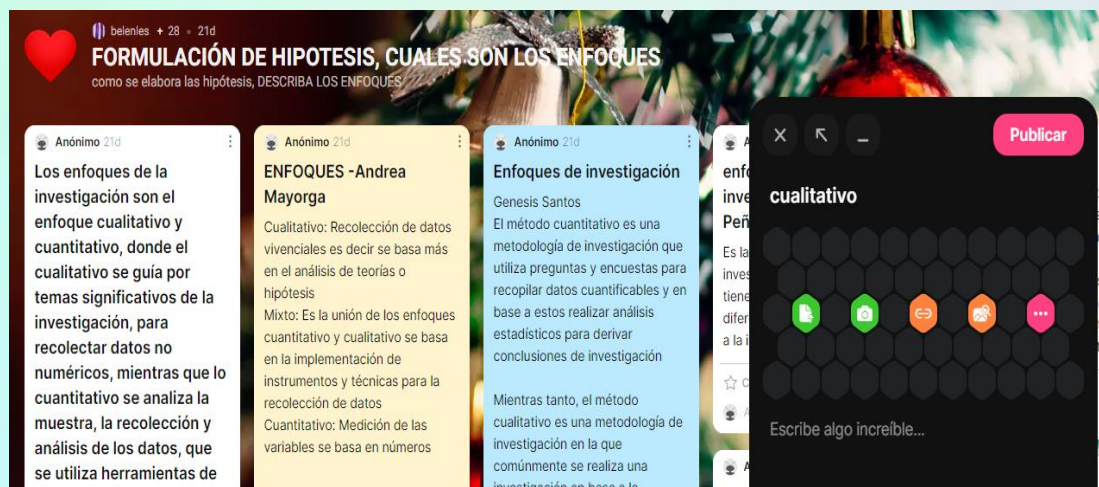 belenles + 28 • 21d
FORMULACIÓN DE HIPOTESIS, CUALES SON LOS ENFOQUES
como se elabora las hipótesis, DESCRIBA LOS ENFOQUES
Anónimo 21d
Los enfoques de la
investigación son el
enfoque cualitativo y
cuantitativo, donde el
cualitativo se guía por
temas significativos de la
investigación, para
recolectar datos no
numéricos, mientras que lo
cuantitativo se analiza la
muestra, la recolección y
análisis de los datos, que
se utiliza herramientas de
Anónimo 21d
ENFOQUES -Andrea
Mayorga
Cualitativo: Recolección de datos
vivenciales es decir se basa más
en el análisis de teorías o
hipótesis
Mixto: Es la unión de los enfoques
cuantitativo y cualitativo se basa
en la implementación de
instrumentos y técnicas para la
recolección de datos
Cuantitativo: Medición de las
variables se basa en números
Anónimo 21d
Enfoques de investigación
Genesis Santos
El método cuantitativo es una
metodología de investigación que
utiliza preguntas y encuestas para
recopilar datos cuantificables y en
base a estos realizar análisis
estadísticos para derivar
conclusiones de investigación
Mientras tanto, el método
cualitativo es una metodología de
investigación en la que
comúnmente se realiza una
investigación en base a la
Es la
tiene
a la
Publicar
cualitativo
Escribe algo increíble...